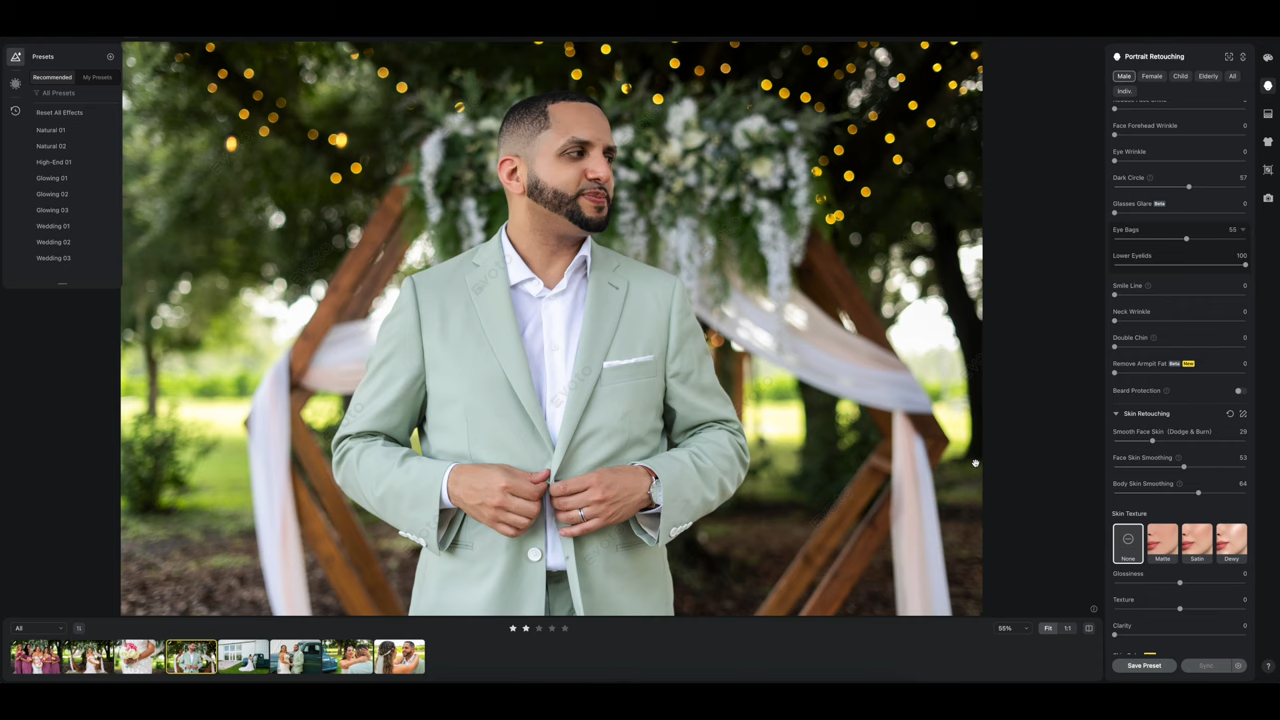 Presets
Recommended
My Presets
All Presets
Reset All Effects
Natural 01
Natural 02
High-End 01
Glowing 01
Glowing 02
Glowing 03
Wedding 01
Wedding 02
Wedding 03
EVOTO
EVOTO
All
55%
Fit
1:1
Portrait Retouching
Male
Female
Child
Elderly
All
Indiv.
Face Forehead Wrinkle 0
Eye Wrinkle 0
Dark Circle 57
Glasses Glare Beta 0
Eye Bags 55
Lower Eyelids 100
Smile Line 0
Neck Wrinkle 0
Double Chin 0
Remove Armpit Fat Beta New 0
Beard Protection
Skin Retouching
Smooth Face Skin (Dodge & Burn) 29
Face Skin Smoothing 53
Body Skin Smoothing 64
Skin Texture
None
Matte
Satin
Dewy
Glossiness 0
Texture 0
Clarity 0
Save Preset
Sync